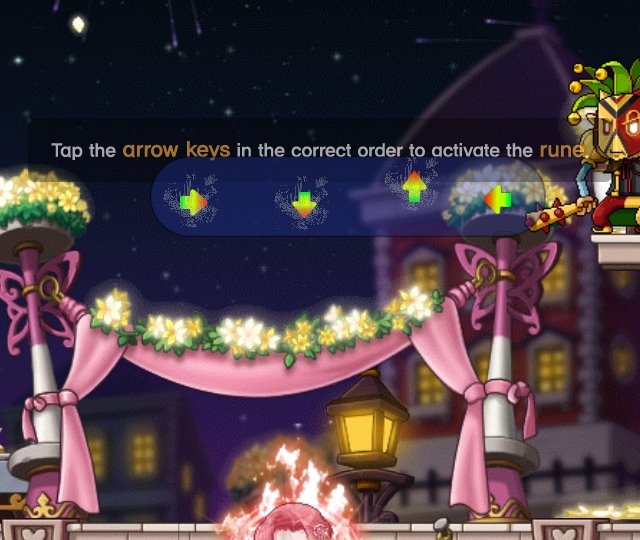 Tap the arrow keys in the correct order to activate the rune.